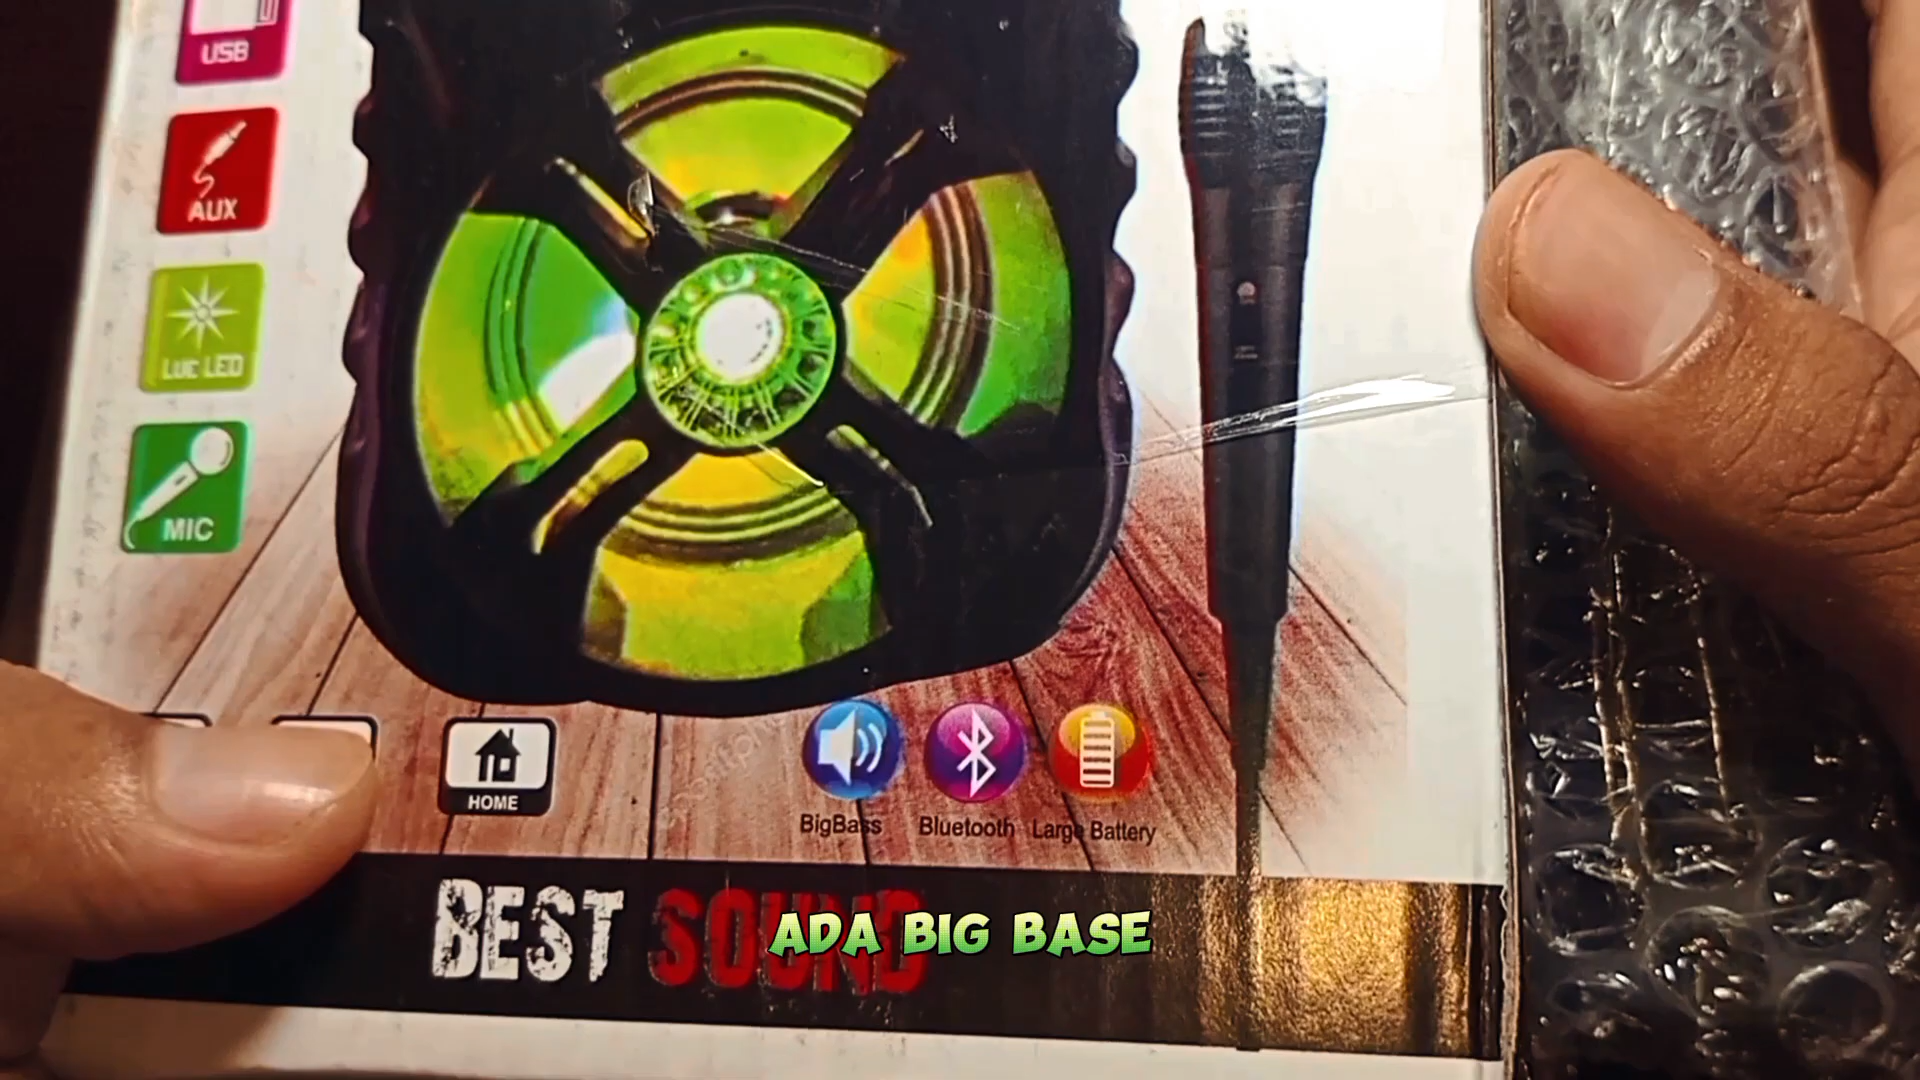 USB
AUX
Luc LED
MIC
HOME
BigBass
Bluetooth
Large Battery
BEST SOUND
ADA BIG BASE